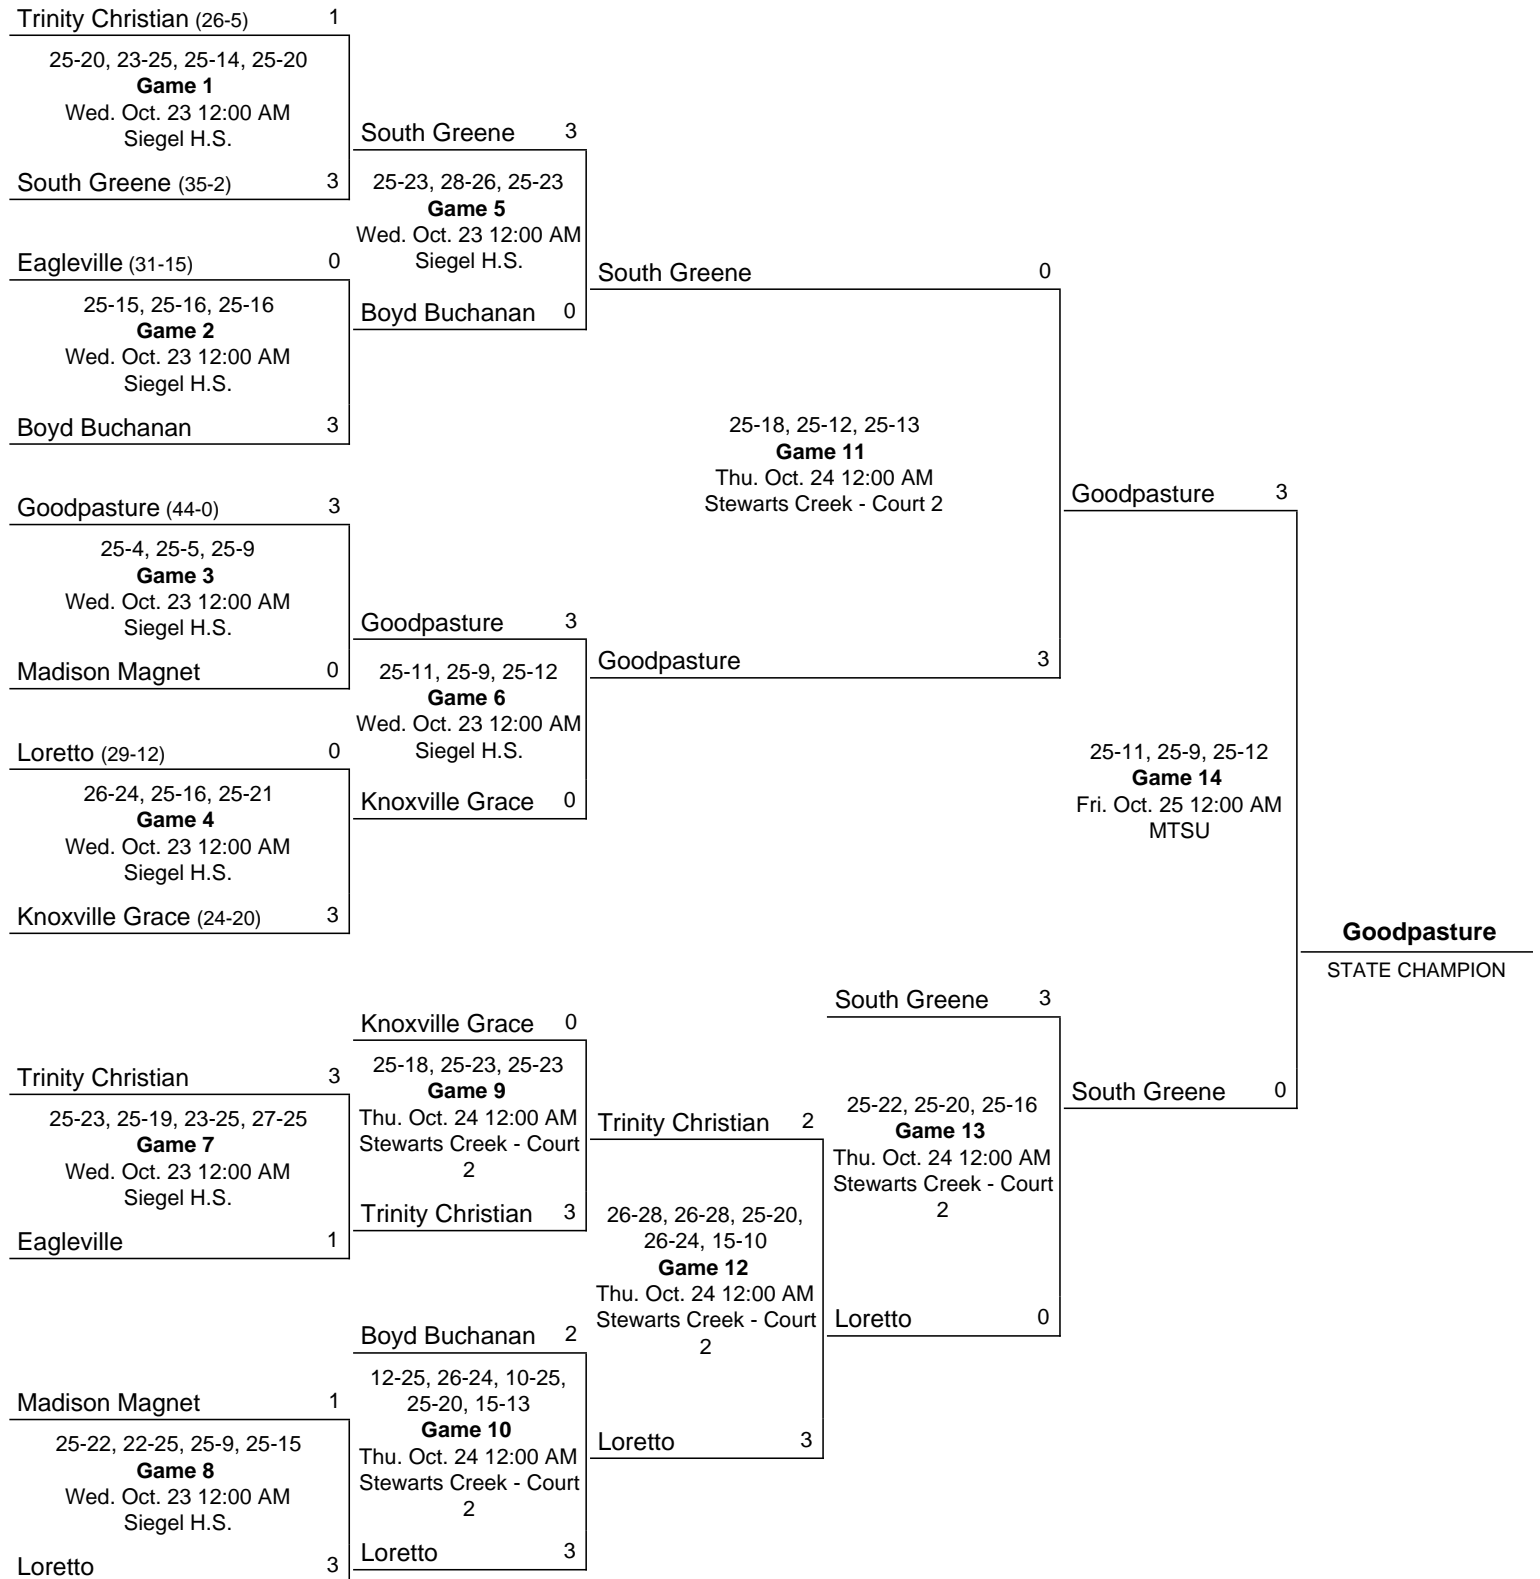 Trinity Christian (26-5) 1
25-20, 23-25, 25-14, 25-20
Game 1
Wed. Oct. 23 12:00 AM
Siegel H.S.
South Greene (35-2) 3
Eagleville (31-15) 0
25-15, 25-16, 25-16
Game 2
Wed. Oct. 23 12:00 AM
Siegel H.S.
Boyd Buchanan 3
Goodpasture (44-0) 3
25-4, 25-5, 25-9
Game 3
Wed. Oct. 23 12:00 AM
Siegel H.S.
Madison Magnet 0
Loretto (29-12) 0
26-24, 25-16, 25-21
Game 4
Wed. Oct. 23 12:00 AM
Siegel H.S.
Knoxville Grace (24-20) 3
South Greene 3
25-23, 28-26, 25-23
Game 5
Wed. Oct. 23 12:00 AM
Siegel H.S.
Boyd Buchanan 0
Goodpasture 3
25-11, 25-9, 25-12
Game 6
Wed. Oct. 23 12:00 AM
Siegel H.S.
Knoxville Grace 0
South Greene 0
25-18, 25-12, 25-13
Game 11
Thu. Oct. 24 12:00 AM
Stewarts Creek - Court 2
Goodpasture 3
Trinity Christian 3
25-23, 25-19, 23-25, 27-25
Game 7
Wed. Oct. 23 12:00 AM
Siegel H.S.
Eagleville 1
Madison Magnet 1
25-22, 22-25, 25-9, 25-15
Game 8
Wed. Oct. 23 12:00 AM
Siegel H.S.
Loretto 3
Knoxville Grace 0
25-18, 25-23, 25-23
Game 9
Thu. Oct. 24 12:00 AM
Stewarts Creek - Court
2
Trinity Christian 3
Boyd Buchanan 2
12-25, 26-24, 10-25,
25-20, 15-13
Game 10
Thu. Oct. 24 12:00 AM
Stewarts Creek - Court
2
Loretto 3
Trinity Christian 2
26-28, 26-28, 25-20,
26-24, 15-10
Game 12
Thu. Oct. 24 12:00 AM
Stewarts Creek - Court
2
Loretto 3
South Greene 3
25-22, 25-20, 25-16
Game 13
Thu. Oct. 24 12:00 AM
Stewarts Creek - Court
2
Loretto 0
Goodpasture 3
25-11, 25-9, 25-12
Game 14
Fri. Oct. 25 12:00 AM
MTSU
South Greene 0
Goodpasture
STATE CHAMPION